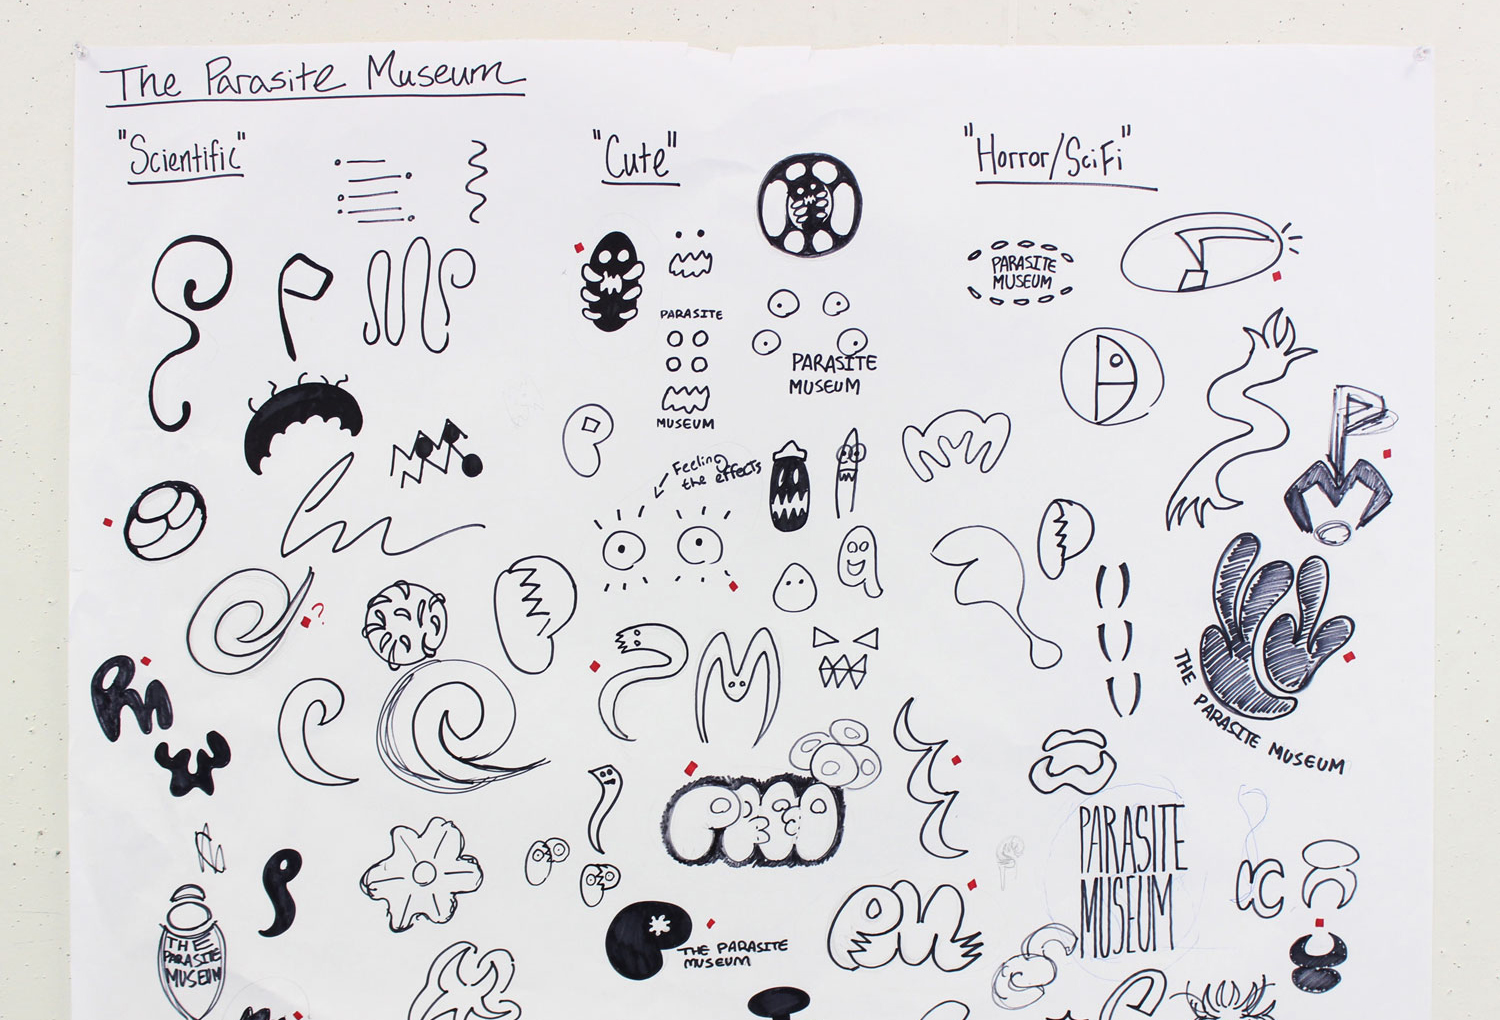 The Parasite Museum
"Scientific"
"Cute"
"Horror/SciFi"
PARASITE
MUSEUM
PARASITE
MUSEUM
PARASITE
MUSEUM
Feeling
the effects
?
THE PARASITE MUSEUM
PARASITE
MUSEUM
THE
PARASITE
MUSEUM
THE PARASITE
MUSEUM